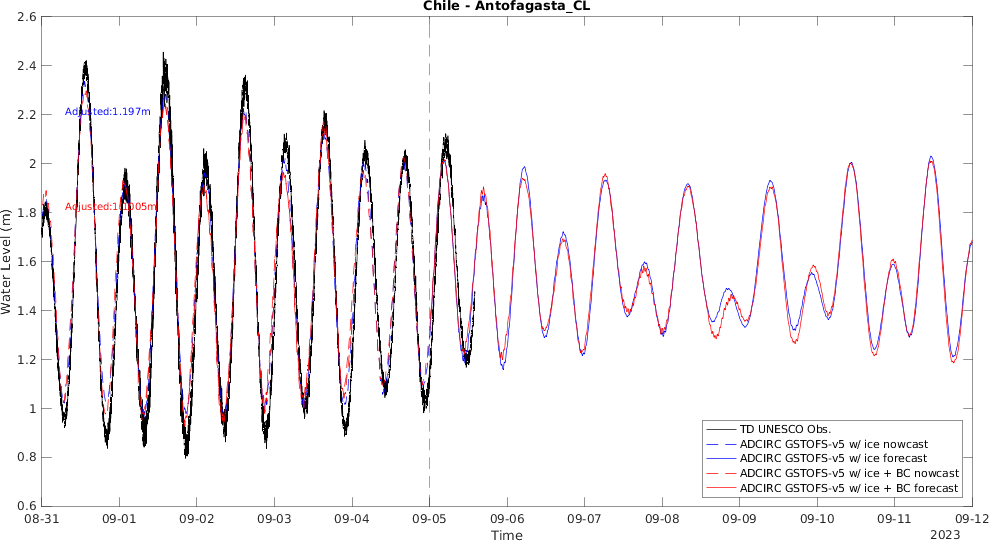 Chile - Antofagasta_CL
2.6
2.4
2.2
2
1.8
1.6
1.4
1.2
1
0.8
0.6
Water Level (m)
Adjusted:1.197m
Adjusted:1.1005m
08-31
09-01
09-02
09-03
09-04
09-05
09-06
09-07
09-08
09-09
09-10
09-11
09-12
Time
2023
TD UNESCO Obs.
ADCIRC GSTOFS-v5 w/ ice nowcast
ADCIRC GSTOFS-v5 w/ ice forecast
ADCIRC GSTOFS-v5 w/ ice + BC nowcast
ADCIRC GSTOFS-v5 w/ ice + BC forecast